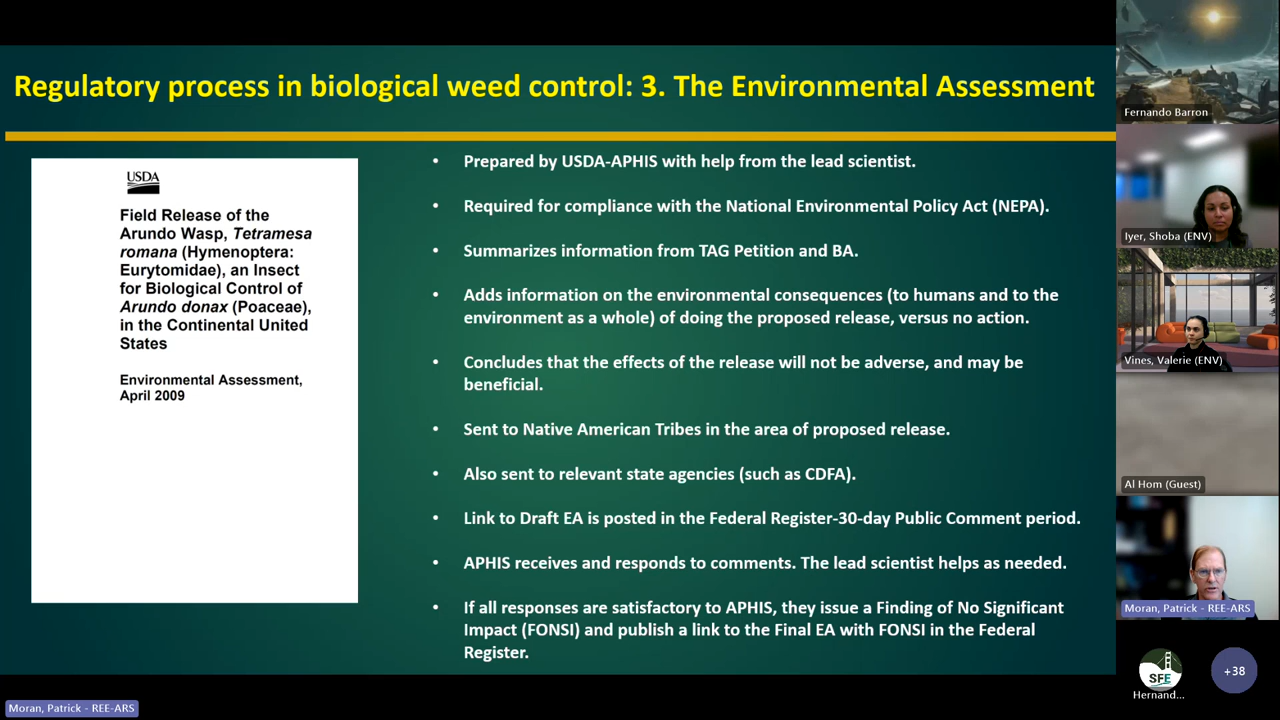 Regulatory process in biological weed control: 3. The Environmental Assessment
USDA
Field Release of the
Arundo Wasp, Tetramesa
romana (Hymenoptera:
Eurytomidae), an Insect
for Biological Control of
Arundo donax (Poaceae),
in the Continental United
States
Environmental Assessment,
April 2009
• Prepared by USDA-APHIS with help from the lead scientist.
• Required for compliance with the National Environmental Policy Act (NEPA).
• Summarizes information from TAG Petition and BA.
• Adds information on the environmental consequences (to humans and to the
environment as a whole) of doing the proposed release, versus no action.
• Concludes that the effects of the release will not be adverse, and may be
beneficial.
• Sent to Native American Tribes in the area of proposed release.
• Also sent to relevant state agencies (such as CDFA).
• Link to Draft EA is posted in the Federal Register-30-day Public Comment period.
• APHIS receives and responds to comments. The lead scientist helps as needed.
• If all responses are satisfactory to APHIS, they issue a Finding of No Significant
Impact (FONSI) and publish a link to the Final EA with FONSI in the Federal
Register.
Fernando Barron
Iyer, Shoba (ENV)
Vines, Valerie (ENV)
Al Hom (Guest)
Moran, Patrick - REE-ARS
SFE
Hernand...
+38
Moran, Patrick - REE-ARS